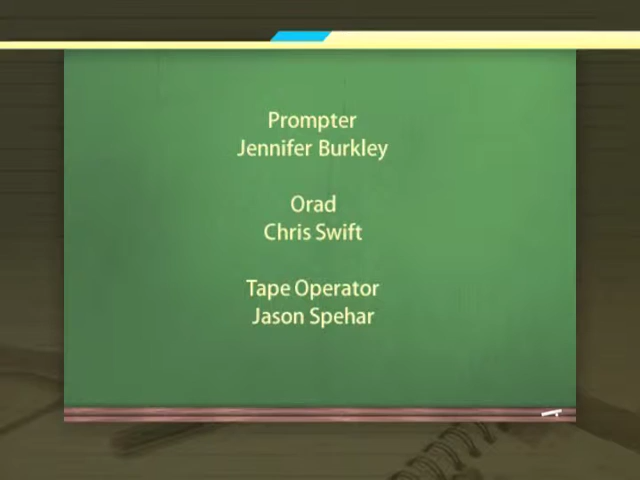 Prompter
Jennifer Burkley
Orad
Chris Swift
Tape Operator
Jason Spehar